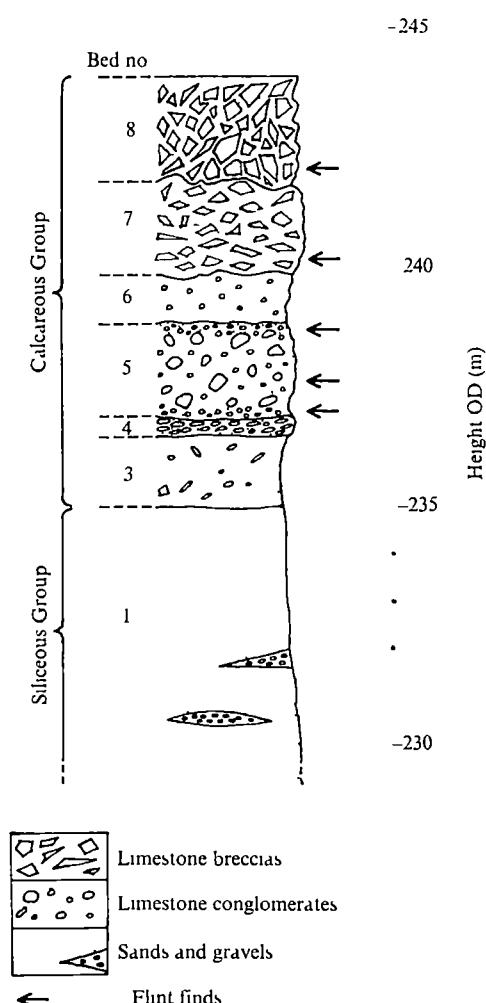 -245
Bed no
8
7
240
6
5
4
3
-235
1
-230
Calcareous Group
Siliceous Group
Height OD (m)
Limestone breccias
Limestone conglomerates
Sands and gravels
Flint finds